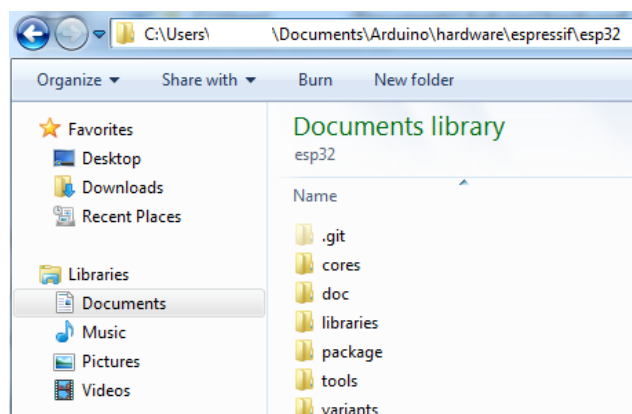 C:\Users\ \Documents\Arduino\hardware\espressif\esp32
Organize Share with Burn New folder
Favorites
Desktop
Downloads
Recent Places
Libraries
Documents
Music
Pictures
Videos
Documents library
esp32
Name
.git
cores
doc
libraries
package
tools
variants